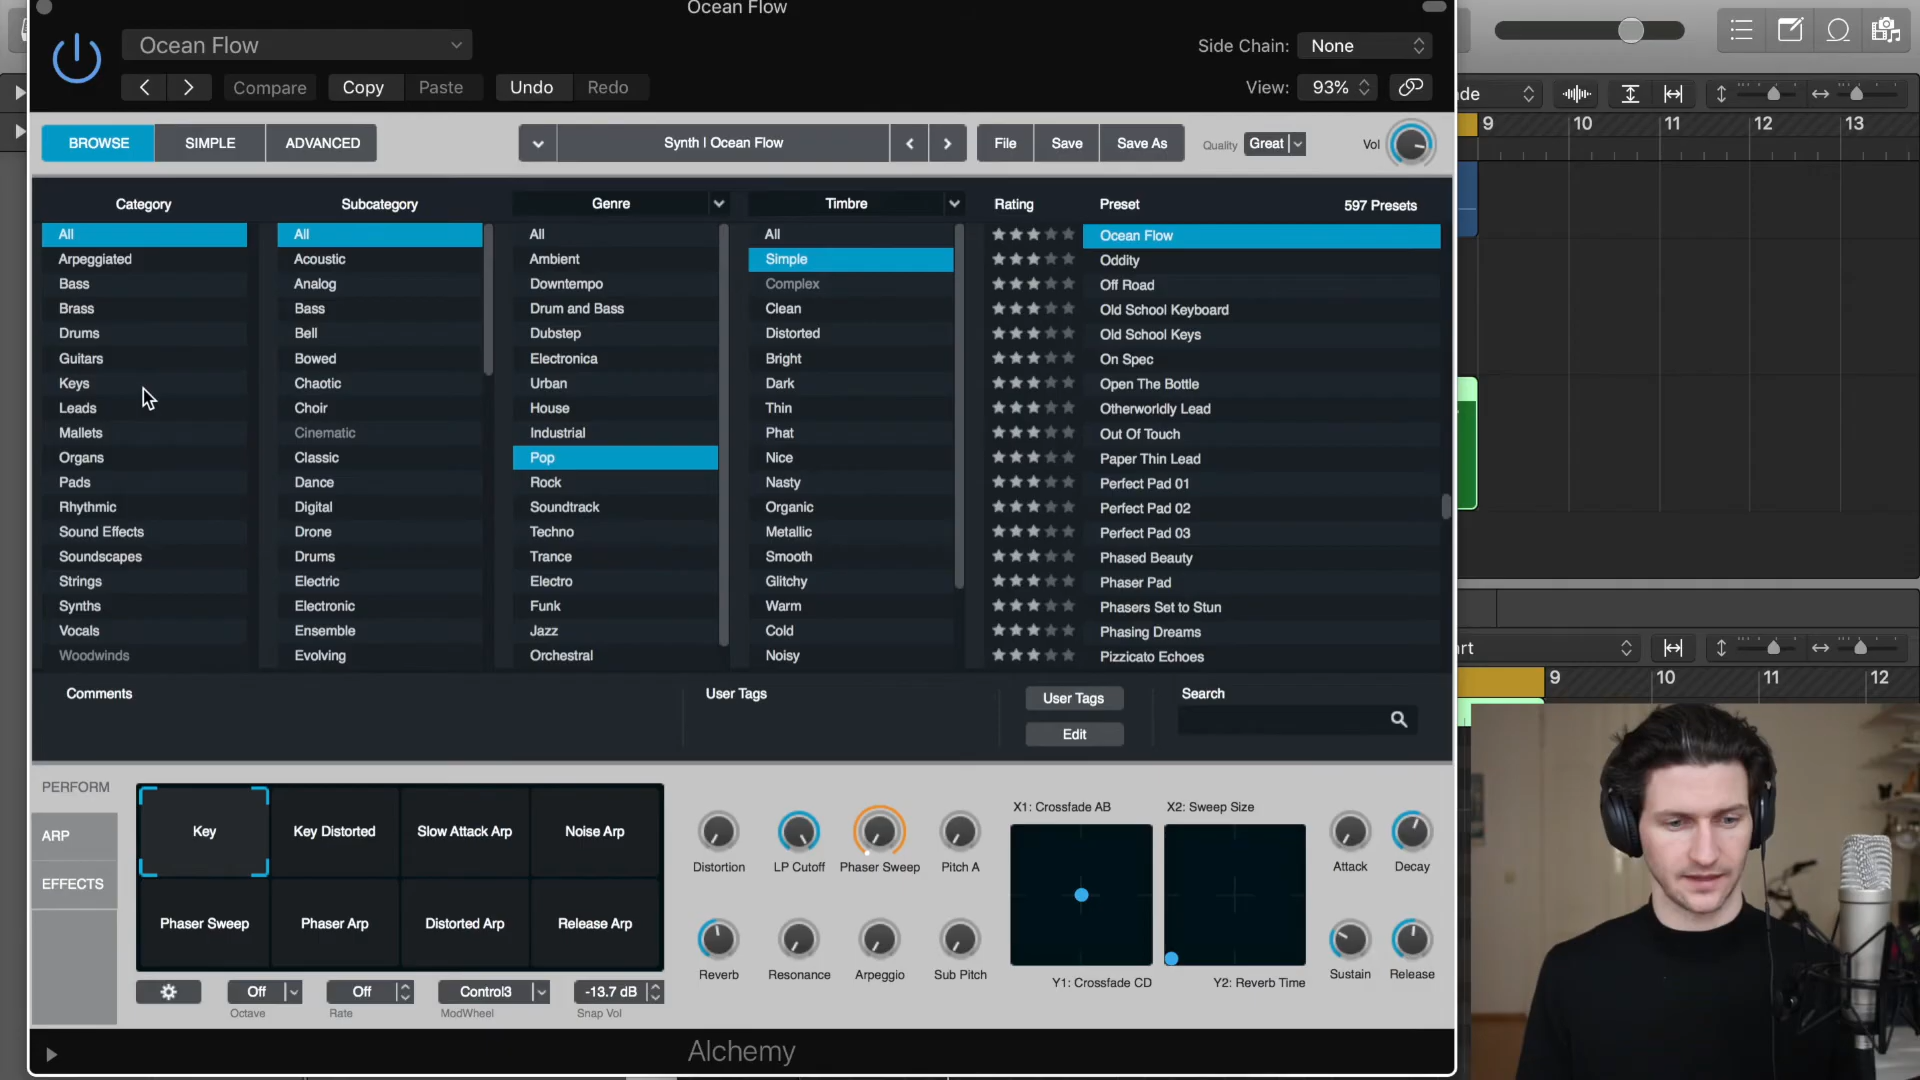 Ocean Flow
Ocean Flow
Side Chain: None
Compare Copy Paste Undo Redo
View: 93%
BROWSE SIMPLE ADVANCED
Synth | Ocean Flow
File Save Save As
Quality Great
Vol
Category
All
Arpeggiated
Bass
Brass
Drums
Guitars
Keys
Leads
Mallets
Organs
Pads
Rhythmic
Sound Effects
Soundscapes
Strings
Synths
Vocals
Woodwinds
Subcategory
All
Acoustic
Analog
Bass
Bell
Bowed
Chaotic
Choir
Cinematic
Classic
Dance
Digital
Drone
Drums
Electric
Electronic
Ensemble
Evolving
Genre
All
Ambient
Downtempo
Drum and Bass
Dubstep
Electronica
Urban
House
Industrial
Pop
Rock
Soundtrack
Techno
Trance
Electro
Funk
Jazz
Orchestral
Timbre
All
Simple
Complex
Clean
Distorted
Bright
Dark
Thin
Phat
Nice
Nasty
Organic
Metallic
Smooth
Glitchy
Warm
Cold
Noisy
Rating
Preset 597 Presets
Ocean Flow
Oddity
Off Road
Old School Keyboard
Old School Keys
On Spec
Open The Bottle
Otherworldly Lead
Out Of Touch
Paper Thin Lead
Perfect Pad 01
Perfect Pad 02
Perfect Pad 03
Phased Beauty
Phaser Pad
Phasers Set to Stun
Phasing Dreams
Pizzicato Echoes
Comments
User Tags
User Tags
Edit
Search
PERFORM
ARP
EFFECTS
Key Key Distorted Slow Attack Arp Noise Arp
Phaser Sweep Phaser Arp Distorted Arp Release Arp
Off Off Control3 -13.7 dB
Octave Rate ModWheel Snap Vol
Distortion LP Cutoff Phaser Sweep Pitch A
Reverb Resonance Arpeggio Sub Pitch
X1: Crossfade AB X2: Sweep Size
Y1: Crossfade CD Y2: Reverb Time
Attack Decay
Sustain Release
Alchemy
de
9 10 11 12 13
rt
9 10 11 12